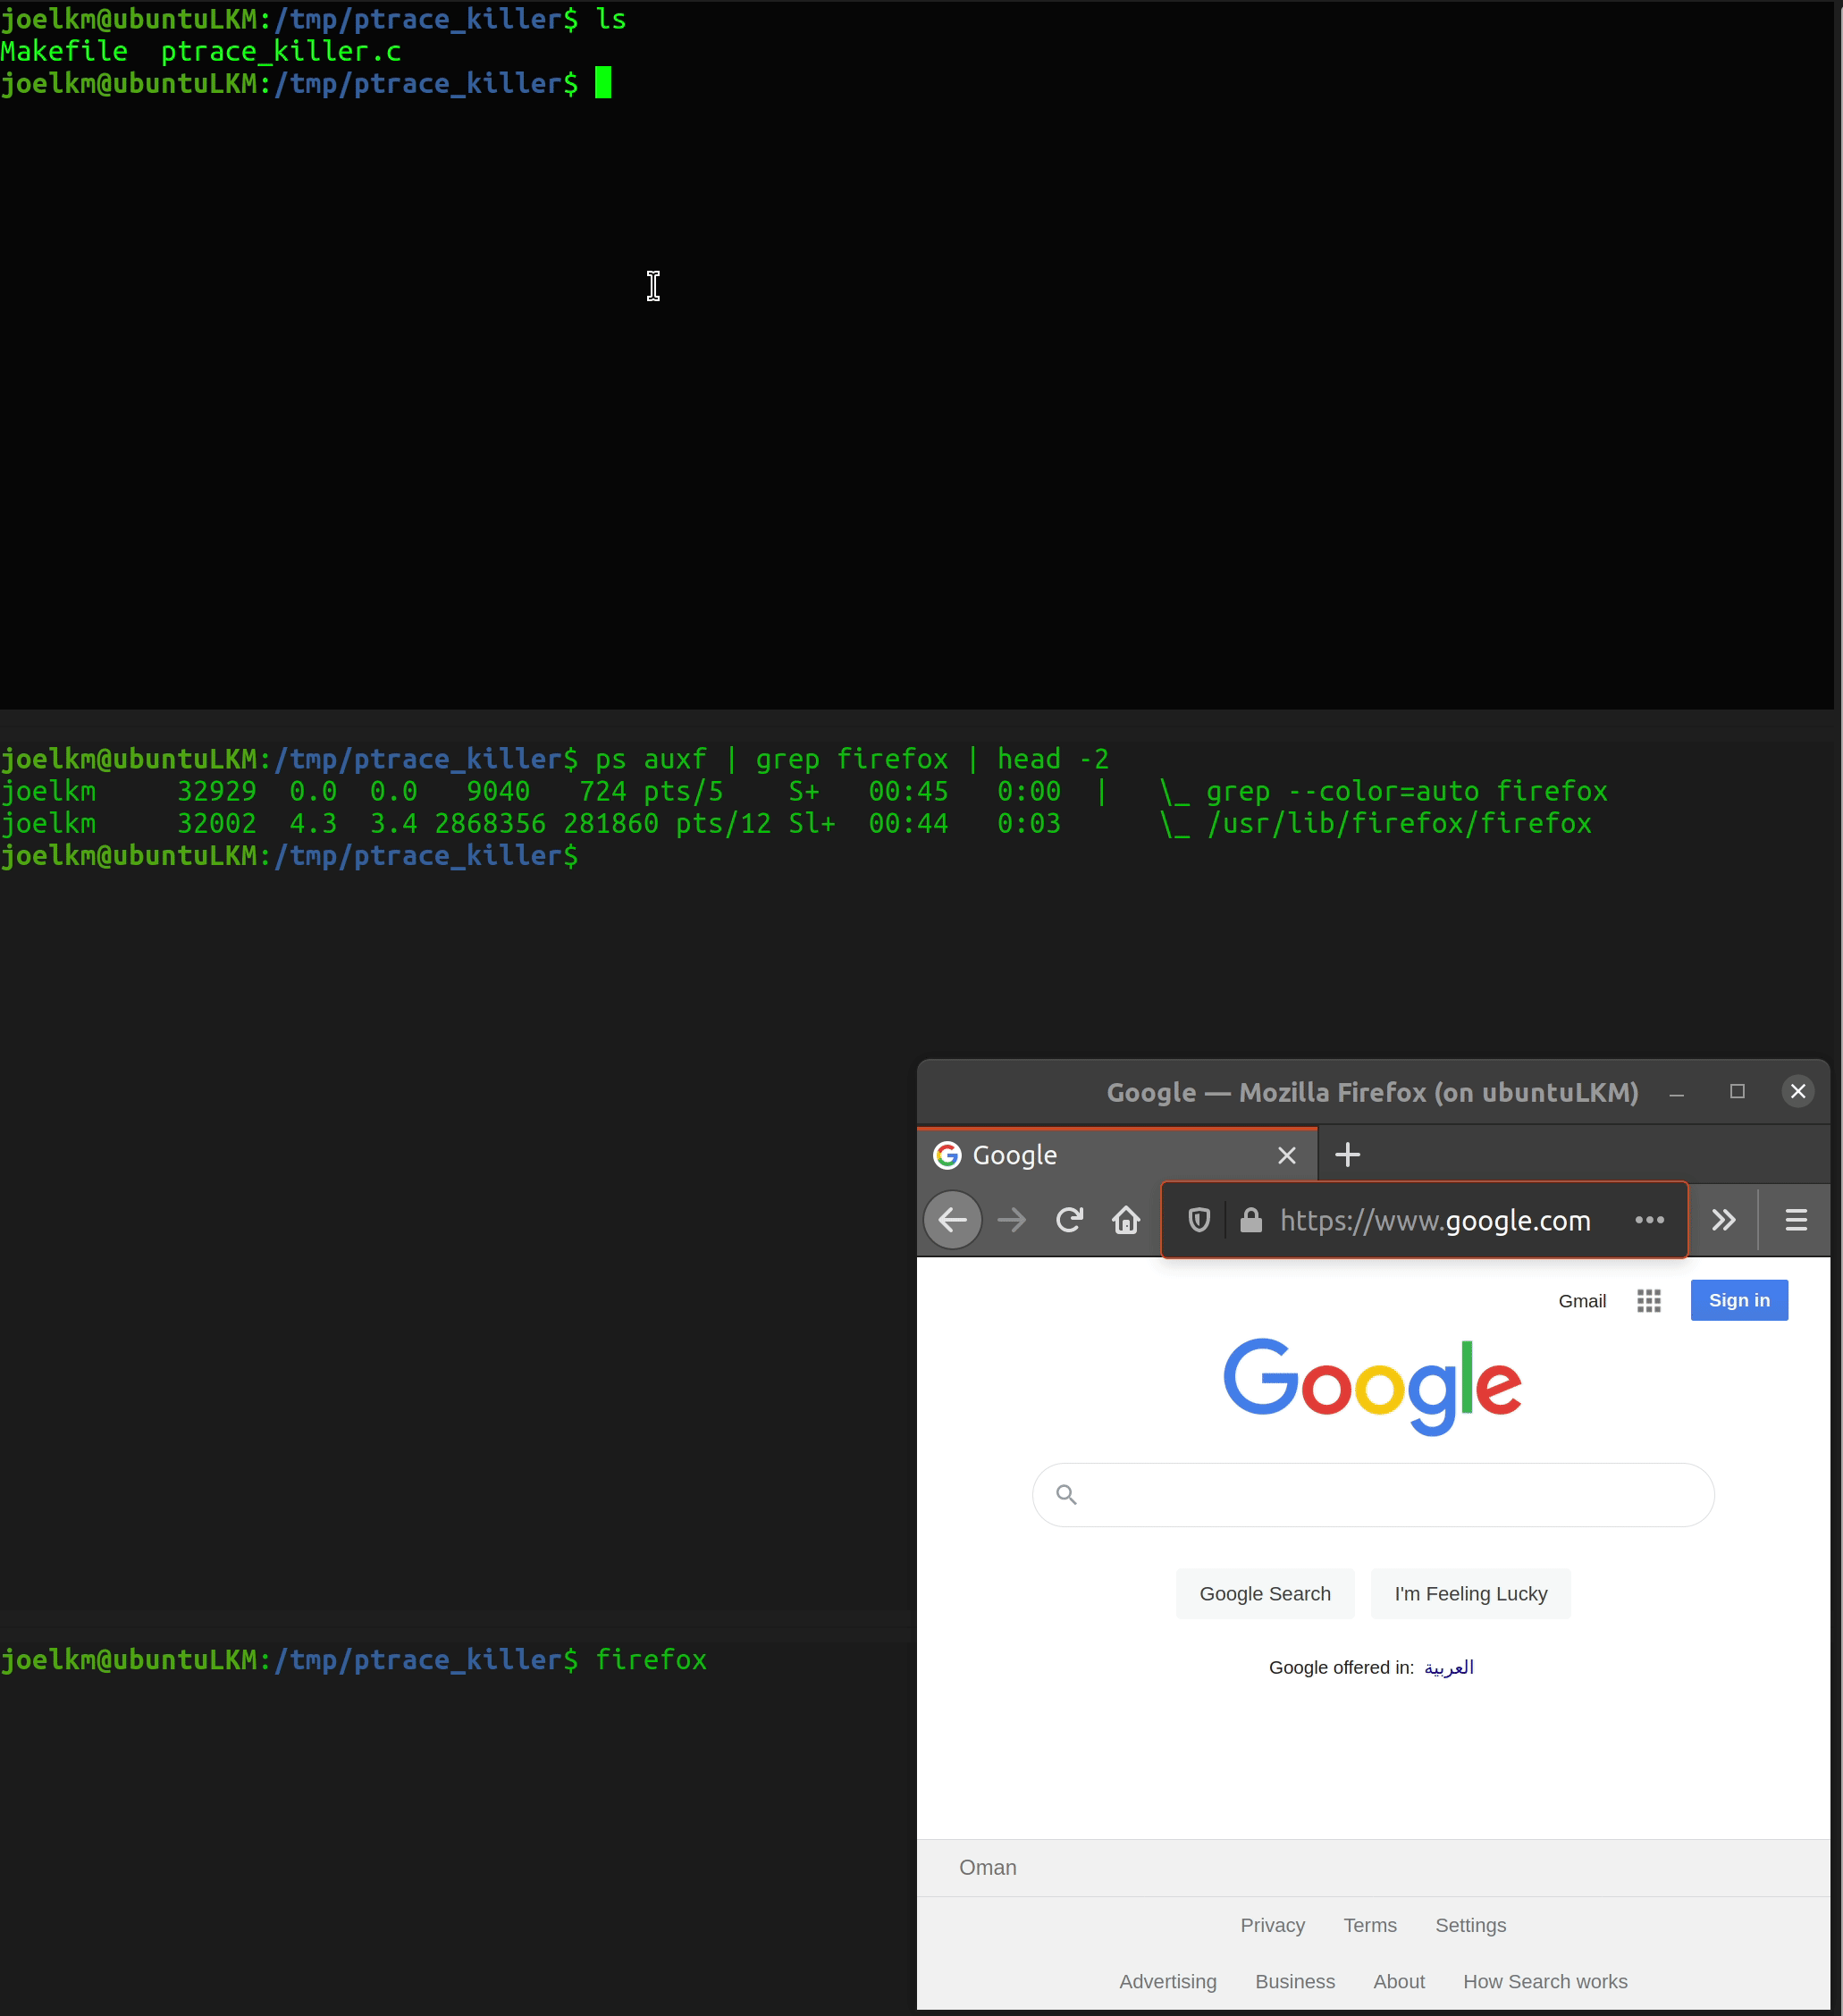 joelkm@ubuntuLKM:/tmp/ptrace_killer$ ls
Makefile  ptrace_killer.c
joelkm@ubuntuLKM:/tmp/ptrace_killer$
joelkm@ubuntuLKM:/tmp/ptrace_killer$ ps auxf | grep firefox | head -2
joelkm     32929  0.0  0.0   9040   724 pts/5    S+   00:45   0:00  |   \_ grep --color=auto firefox
joelkm     32002  4.3  3.4 2868356 281860 pts/12 Sl+  00:44   0:03      \_ /usr/lib/firefox/firefox
joelkm@ubuntuLKM:/tmp/ptrace_killer$
Google — Mozilla Firefox (on ubuntuLKM)
Google
https://www.google.com
Gmail
Sign in
Google
Google Search
I'm Feeling Lucky
joelkm@ubuntuLKM:/tmp/ptrace_killer$ firefox
Google offered in: العربية
Oman
Privacy Terms Settings
Advertising Business About How Search works